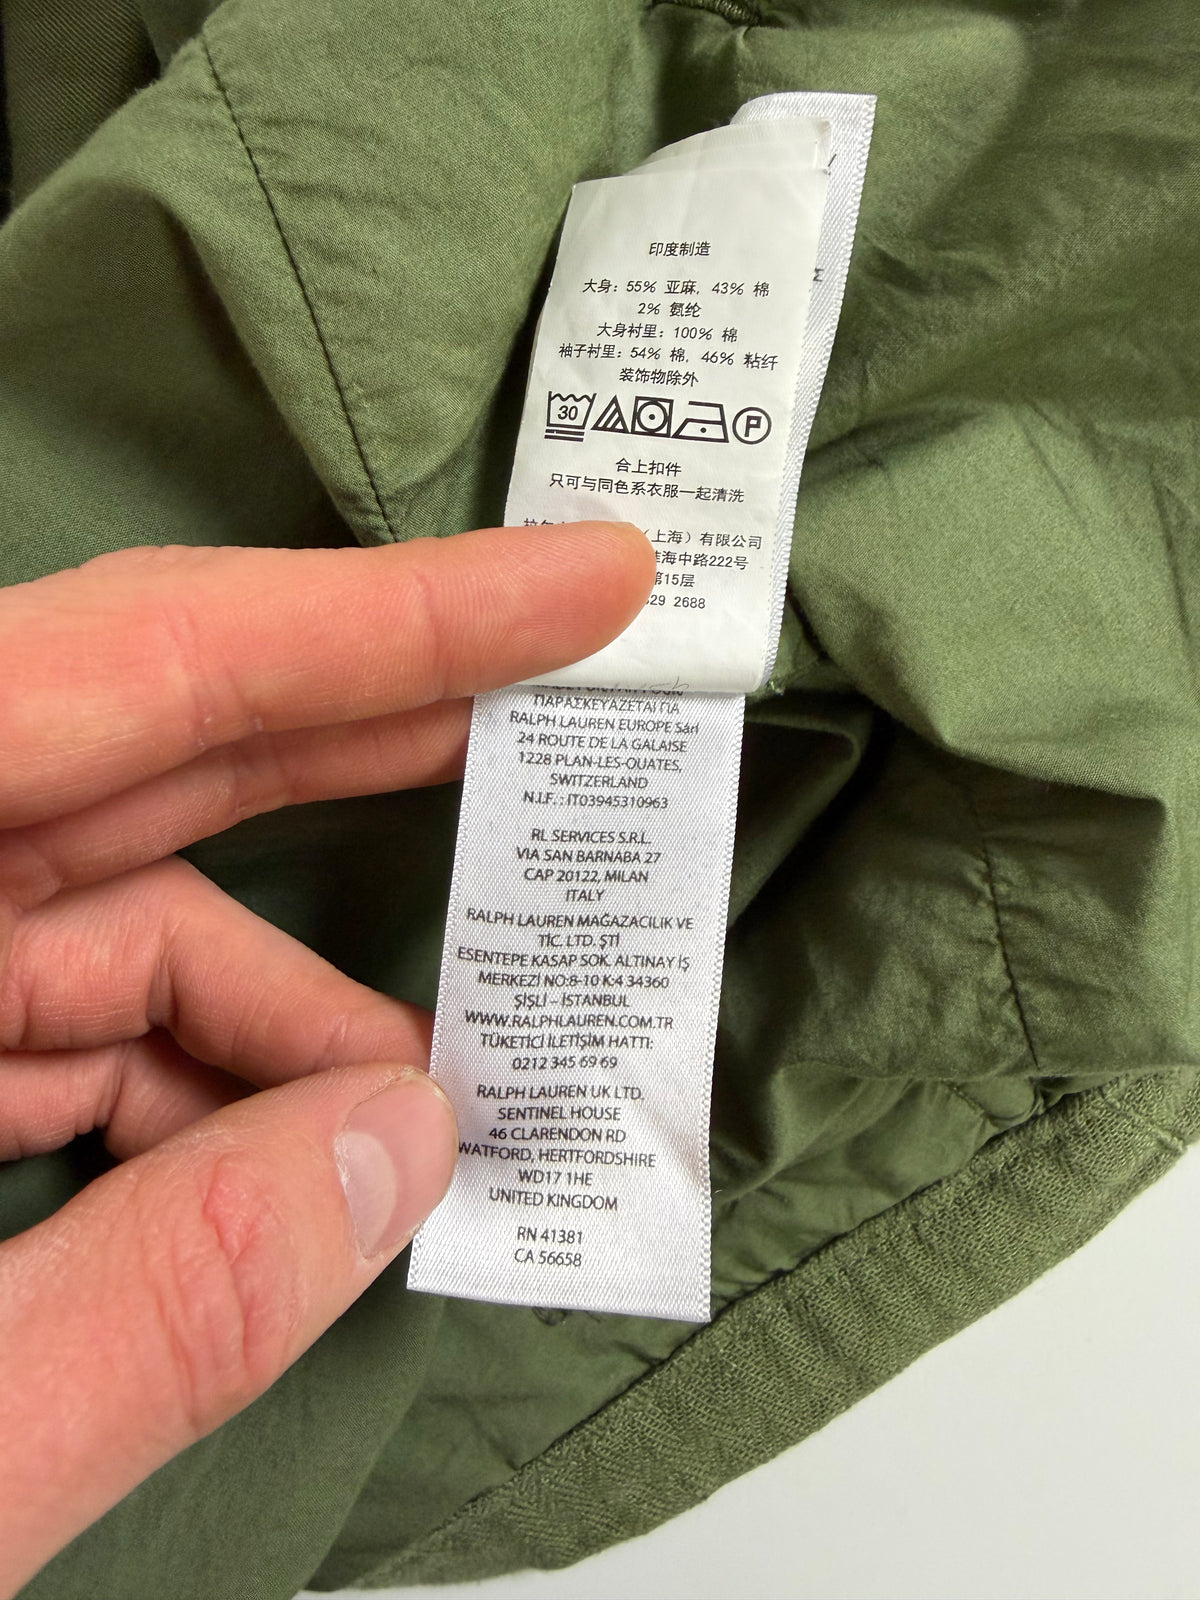 印度制造
大身：55% 亚麻，43% 棉
2% 氨纶
大身衬里：100% 棉
袖子衬里：54% 棉，46% 粘纤
装饰物除外
30
P
合上扣件
只可与同色系衣服一起清洗
（上海）有限公司
海中路222号
第15层
2688
ΠΑΡΑΣΚΕΥΑΖΕΤΑΙ ΓΙΑ
RALPH LAUREN EUROPE Sàrl
24 ROUTE DE LA GALAISE
1228 PLAN-LES-OUATES,
SWITZERLAND
N.I.F. : IT03945310963
RL SERVICES S.R.L.
VIA SAN BARNABA 27
CAP 20122, MILAN
ITALY
RALPH LAUREN MAĞAZACILIK VE
TİC. LTD. ŞTİ
ESENTEPE KASAP SOK. ALTINAY İŞ
MERKEZİ NO:8-10 K:4 34360
ŞİŞLİ – İSTANBUL
WWW.RALPHLAUREN.COM.TR
TÜKETİCİ İLETİŞİM HATTI:
0212 345 69 69
RALPH LAUREN UK LTD.
SENTINEL HOUSE
46 CLARENDON RD
WATFORD, HERTFORDSHIRE
WD17 1HE
UNITED KINGDOM
RN 41381
CA 56658